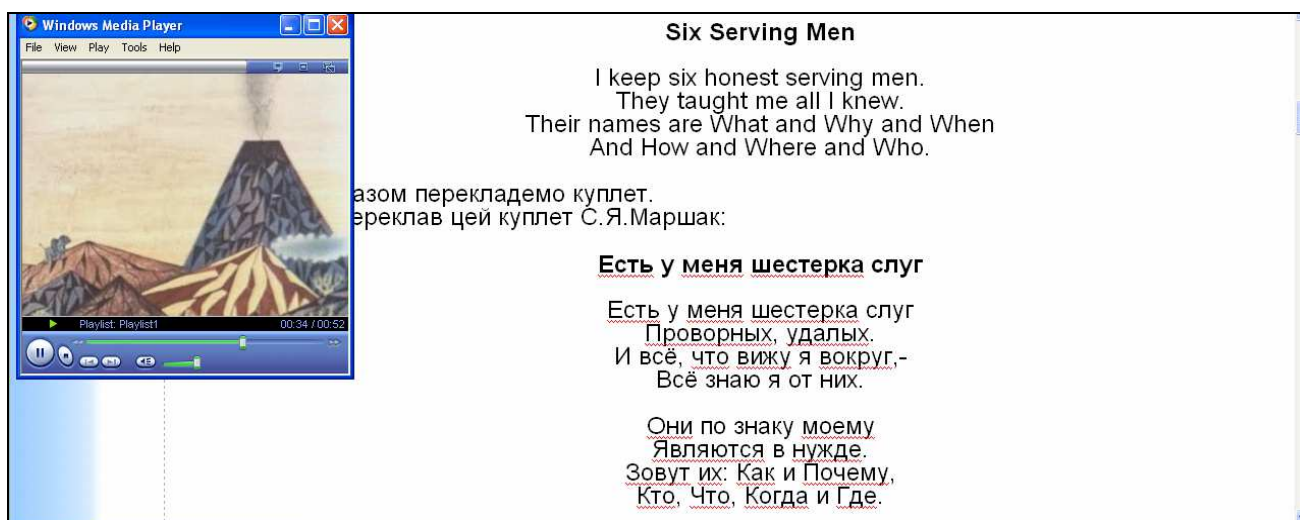 Windows Media Player
File View Play Tools Help
Playlist: Playlist1 00:34 / 00:52
Six Serving Men
I keep six honest serving men.
They taught me all I knew.
Their names are What and Why and When
And How and Where and Who.
азом перекладемо куплет.
ереклав цей куплет С.Я.Маршак:
Есть у меня шестерка слуг
Есть у меня шестерка слуг
Проворных, удалых.
И всё, что вижу я вокруг,-
Всё знаю я от них.
Они по знаку моему
Являются в нужде.
Зовут их: Как и Почему,
Кто, Что, Когда и Где.